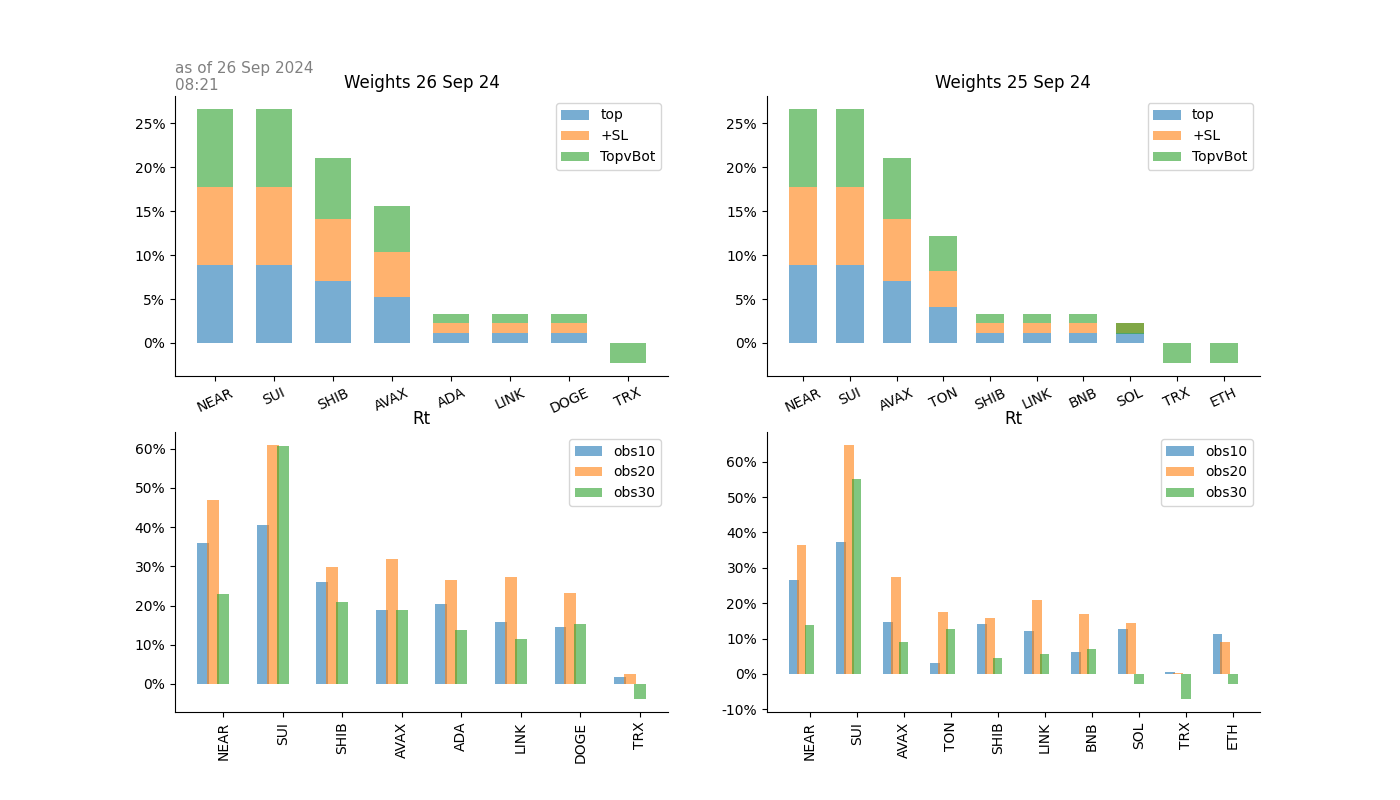 as of 26 Sep 2024
08:21
Weights 26 Sep 24
25%
20%
15%
10%
5%
0%
top
+SL
TopvBot
NEAR SUI SHIB AVAX ADA LINK DOGE TRX
Weights 25 Sep 24
25%
20%
15%
10%
5%
0%
top
+SL
TopvBot
NEAR SUI AVAX TON SHIB LINK BNB SOL TRX ETH
Rt
60%
50%
40%
30%
20%
10%
0%
obs10
obs20
obs30
NEAR SUI SHIB AVAX ADA LINK DOGE TRX
Rt
60%
50%
40%
30%
20%
10%
0%
-10%
obs10
obs20
obs30
NEAR SUI AVAX TON SHIB LINK BNB SOL TRX ETH